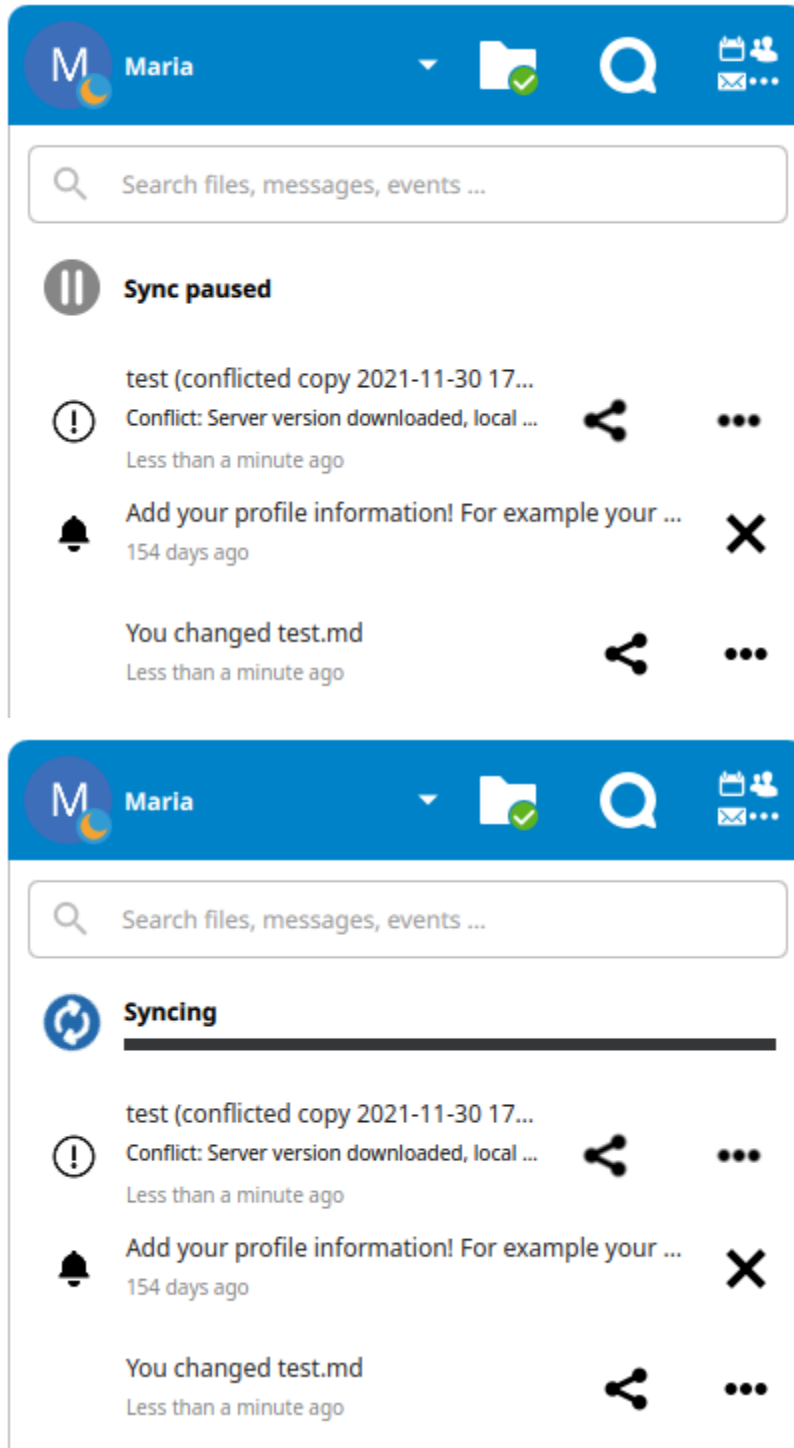 M
Maria
Search files, messages, events ...
Sync paused
test (conflicted copy 2021-11-30 17...
Conflict: Server version downloaded, local ...
Less than a minute ago
Add your profile information! For example your ...
154 days ago
You changed test.md
Less than a minute ago
M
Maria
Search files, messages, events ...
Syncing
test (conflicted copy 2021-11-30 17...
Conflict: Server version downloaded, local ...
Less than a minute ago
Add your profile information! For example your ...
154 days ago
You changed test.md
Less than a minute ago